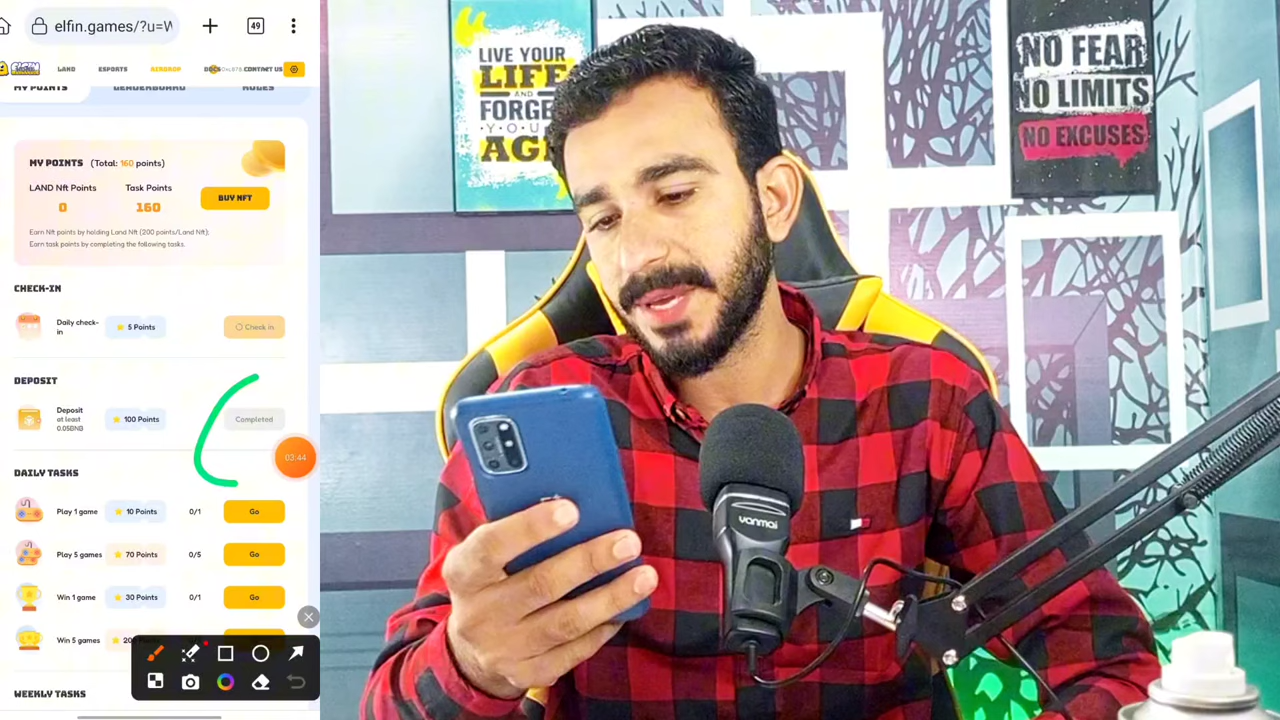 elfin.games/?u=W
49
LAND
ESPORTS
AIRDROP
DOCS
CONTACT US
MY POINTS
LEADERBOARD
RULES
MY POINTS (Total: 160 points)
LAND Nft Points
Task Points
0
160
BUY NFT
Earn Nft points by holding Land Nft (200 points/Land Nft);
Earn task points by completing the following tasks.
CHECK-IN
Daily check-in
5 Points
Check in
DEPOSIT
Deposit
at least
0.05BNB
100 Points
Completed
03:44
DAILY TASKS
Play 1 game
10 Points
0/1
Go
Play 5 games
70 Points
0/5
Go
Win 1 game
30 Points
0/1
Go
Win 5 games
WEEKLY TASKS
LIVE YOUR
LIFE
AND
FORGE
YOUR
AG
NO FEAR
NO LIMITS
NO EXCUSES
vanmai